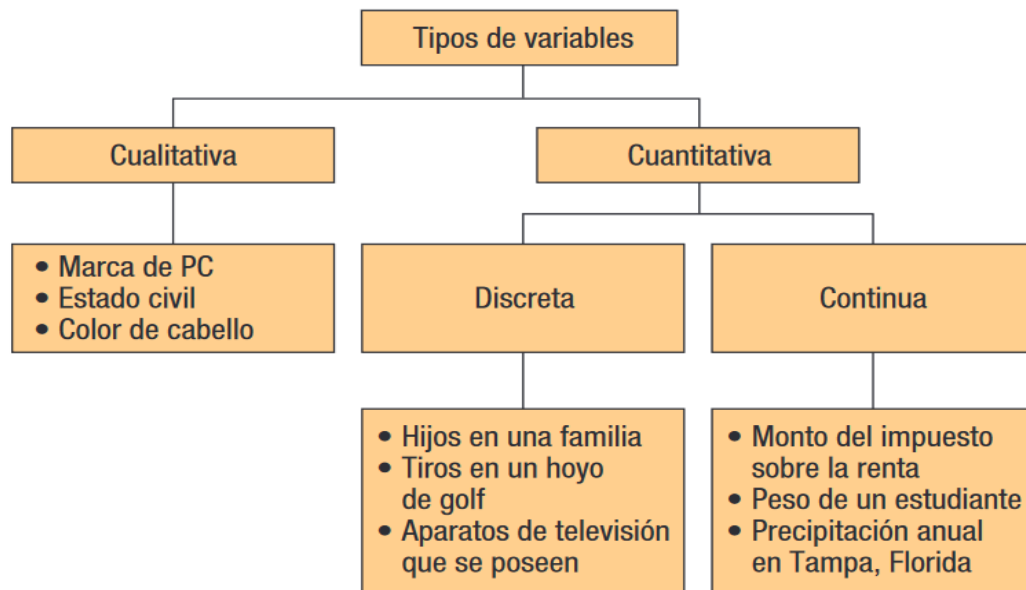 Tipos de variables
Cualitativa
Cuantitativa
• Marca de PC
• Estado civil
• Color de cabello
Discreta
Continua
• Hijos en una familia
• Tiros en un hoyo
de golf
• Aparatos de televisión
que se poseen
• Monto del impuesto
sobre la renta
• Peso de un estudiante
• Precipitación anual
en Tampa, Florida